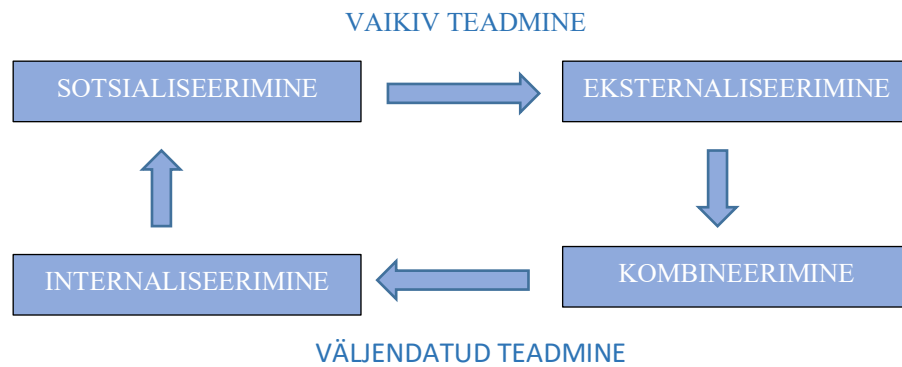 VAIKIV TEADMINE
SOTSIALISEERIMINE
EKSTERNALISEERIMINE
INTERNALISEERIMINE
KOMBINEERIMINE
VÄLJENDATUD TEADMINE